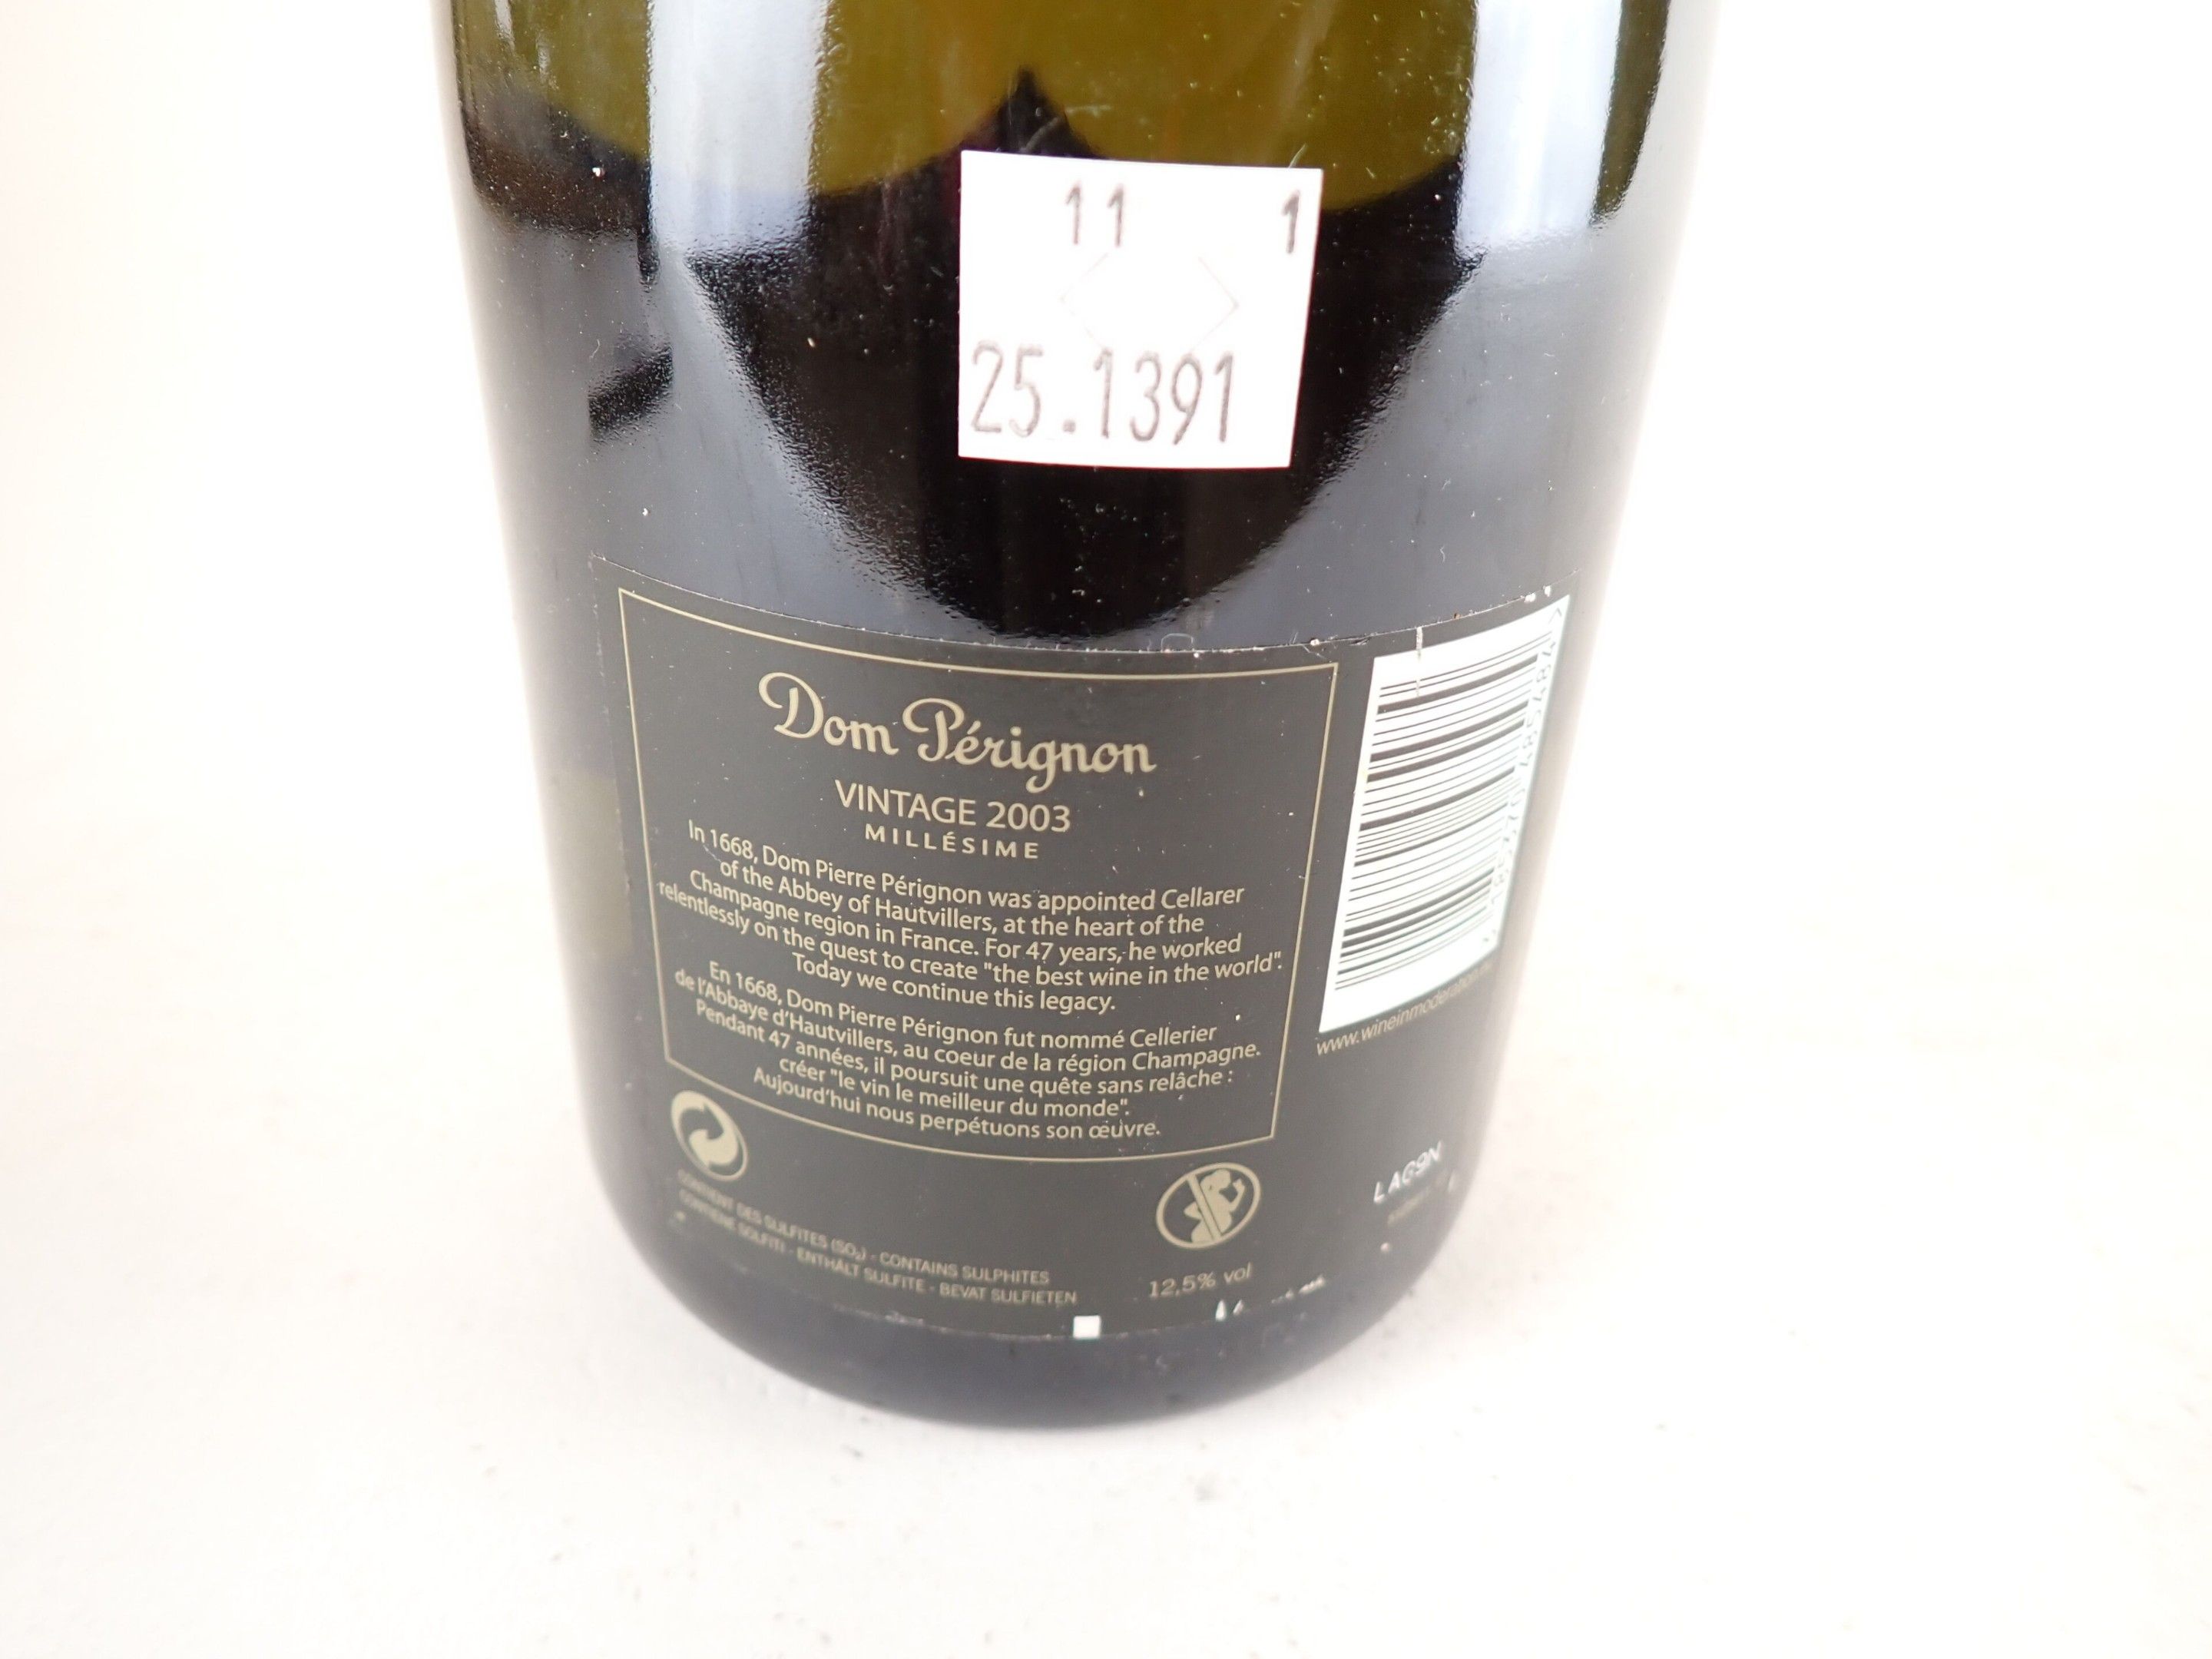 11 1
25.1391
Dom Pérignon
VINTAGE 2003
MILLÉSIME
In 1668, Dom Pierre Pérignon was appointed Cellarer
of the Abbey of Hautvillers, at the heart of the
Champagne region in France. For 47 years, he worked
relentlessly on the quest to create "the best wine in the world".
Today we continue this legacy.
En 1668, Dom Pierre Pérignon fut nommé Cellerier
de l'Abbaye d'Hautvillers, au coeur de la région Champagne.
Pendant 47 années, il poursuit une quête sans relâche :
créer "le vin le meilleur du monde".
Aujourd'hui nous perpétuons son œuvre.
CONTIENT DES SULFITES (SO₂) - CONTAINS SULPHITES
CONTIENE SOLFITI - ENTHÄLT SULFITE - BEVAT SULFIETEN
12,5% vol
LAG9N